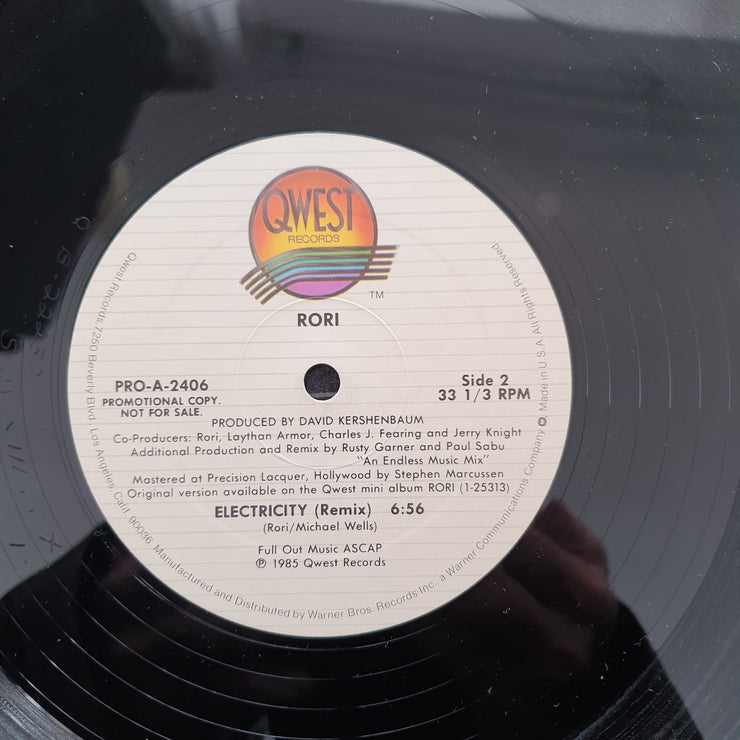 QWEST
RECORDS
TM
RORI
PRO-A-2406
PROMOTIONAL COPY.
NOT FOR SALE.
Side 2
33 1/3 RPM
PRODUCED BY DAVID KERSHENBAUM
Co-Producers: Rori, Laythan Armor, Charles J. Fearing and Jerry Knight
Additional Production and Remix by Rusty Garner and Paul Sabu
"An Endless Music Mix"
Mastered at Precision Lacquer, Hollywood by Stephen Marcussen
Original version available on the Qwest mini album RORI (1-25313)
ELECTRICITY (Remix) 6:56
(Rori/Michael Wells)
Full Out Music ASCAP
℗ 1985 Qwest Records
Qwest Records, 7250 Beverly Blvd., Los Angeles, Calif. 90036 Manufactured and Distributed by Warner Bros. Records Inc., a Warner Communications Company Made in U.S.A. All Rights Reserved